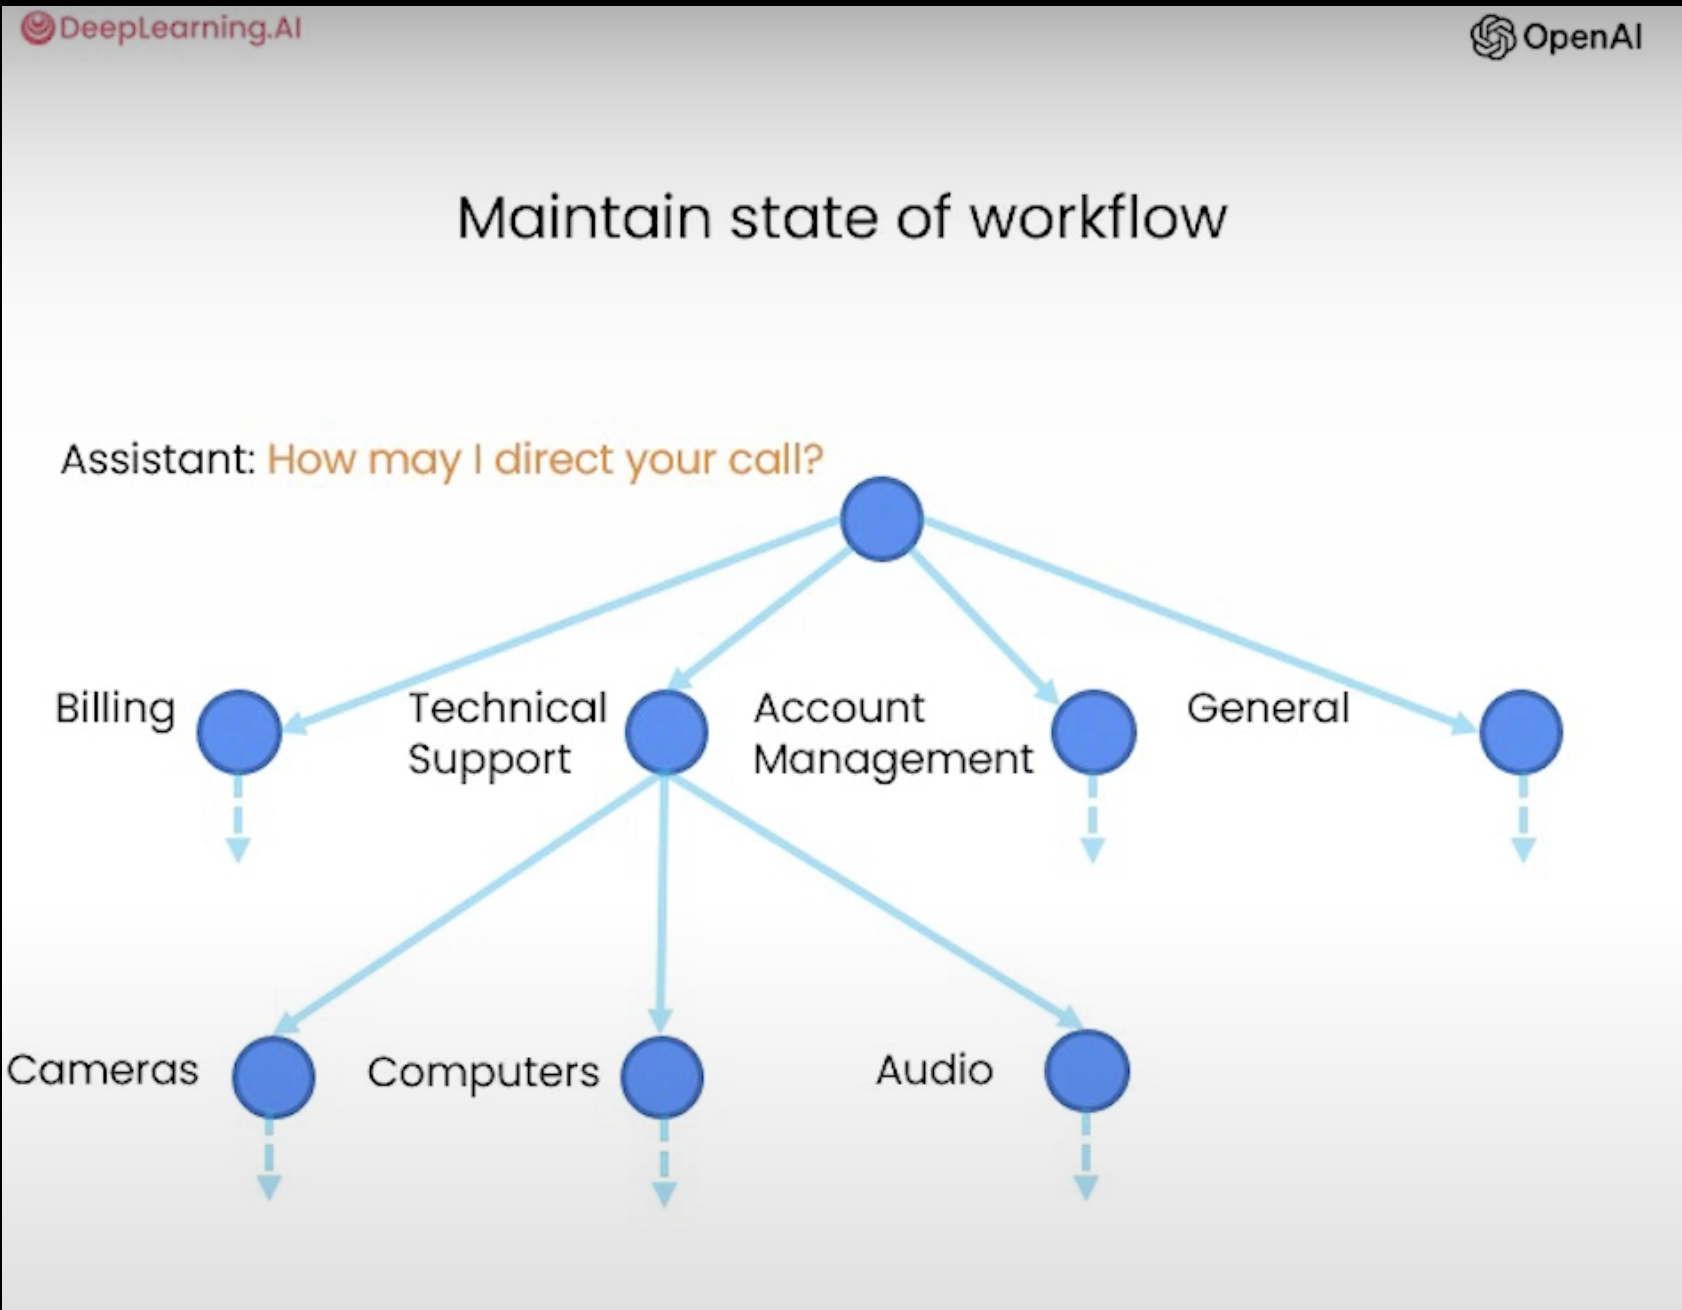 DeepLearning.AI
OpenAI
Maintain state of workflow
Assistant: How may I direct your call?
Billing
Technical
Support
Account
Management
General
Cameras
Computers
Audio